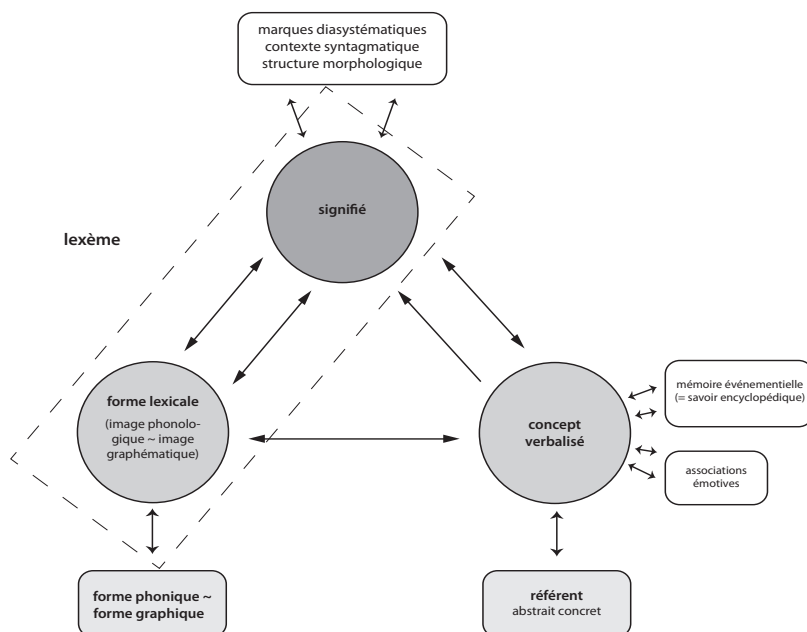 marques diasystématiques
contexte syntagmatique
structure morphologique
signifié
lexème
forme lexicale
(image phonolo-
gique ~ image
graphématique)
concept
verbalisé
mémoire événementielle
(= savoir encyclopédique)
associations
émotives
forme phonique ~
forme graphique
référent
abstrait concret